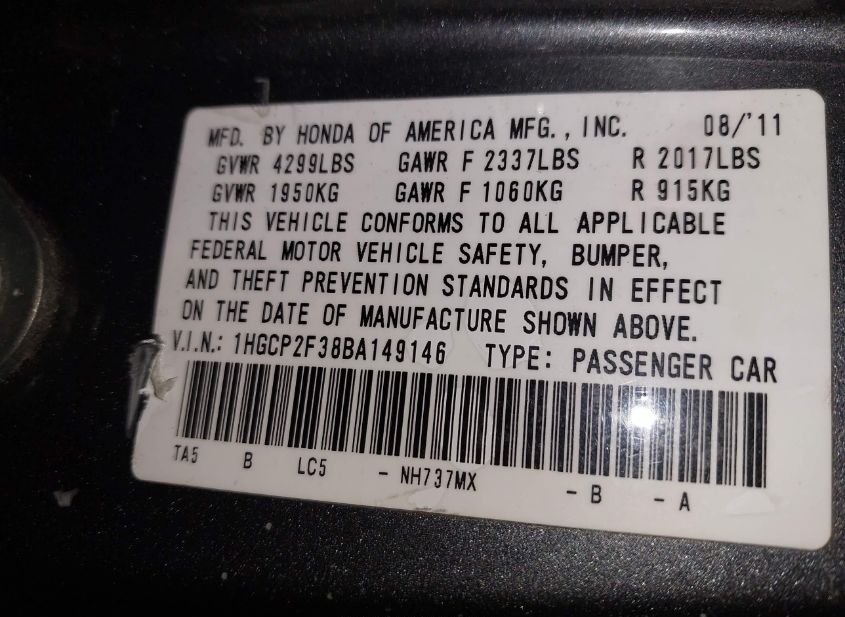 MFD. BY HONDA OF AMERICA MFG., INC. 08/'11
GVWR 4299LBS GAWR F 2337LBS R 2017LBS
GVWR 1950KG GAWR F 1060KG R 915KG
THIS VEHICLE CONFORMS TO ALL APPLICABLE
FEDERAL MOTOR VEHICLE SAFETY, BUMPER,
AND THEFT PREVENTION STANDARDS IN EFFECT
ON THE DATE OF MANUFACTURE SHOWN ABOVE.
V.I.N.: 1HGCP2F38BA149146 TYPE: PASSENGER CAR
TA5 B LC5 - NH737MX - B - A